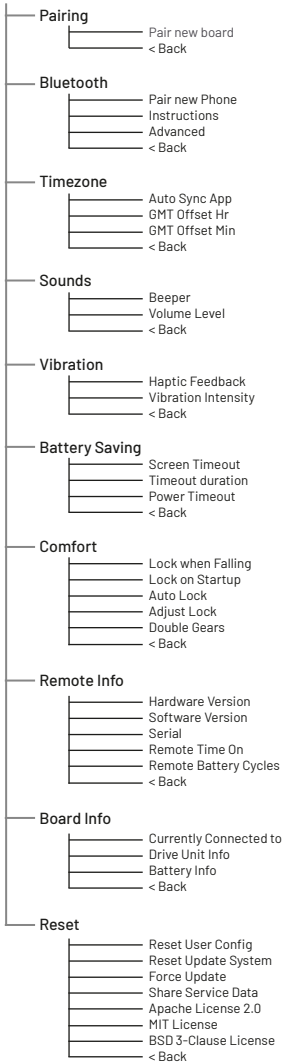 Pairing
Pair new board
< Back
Bluetooth
Pair new Phone
Instructions
Advanced
< Back
Timezone
Auto Sync App
GMT Offset Hr
GMT Offset Min
< Back
Sounds
Beeper
Volume Level
< Back
Vibration
Haptic Feedback
Vibration Intensity
< Back
Battery Saving
Screen Timeout
Timeout duration
Power Timeout
< Back
Comfort
Lock when Falling
Lock on Startup
Auto Lock
Adjust Lock
Double Gears
< Back
Remote Info
Hardware Version
Software Version
Serial
Remote Time On
Remote Battery Cycles
< Back
Board Info
Currently Connected to
Drive Unit Info
Battery Info
< Back
Reset
Reset User Config
Reset Update System
Force Update
Share Service Data
Apache License 2.0
MIT License
BSD 3-Clause License
< Back